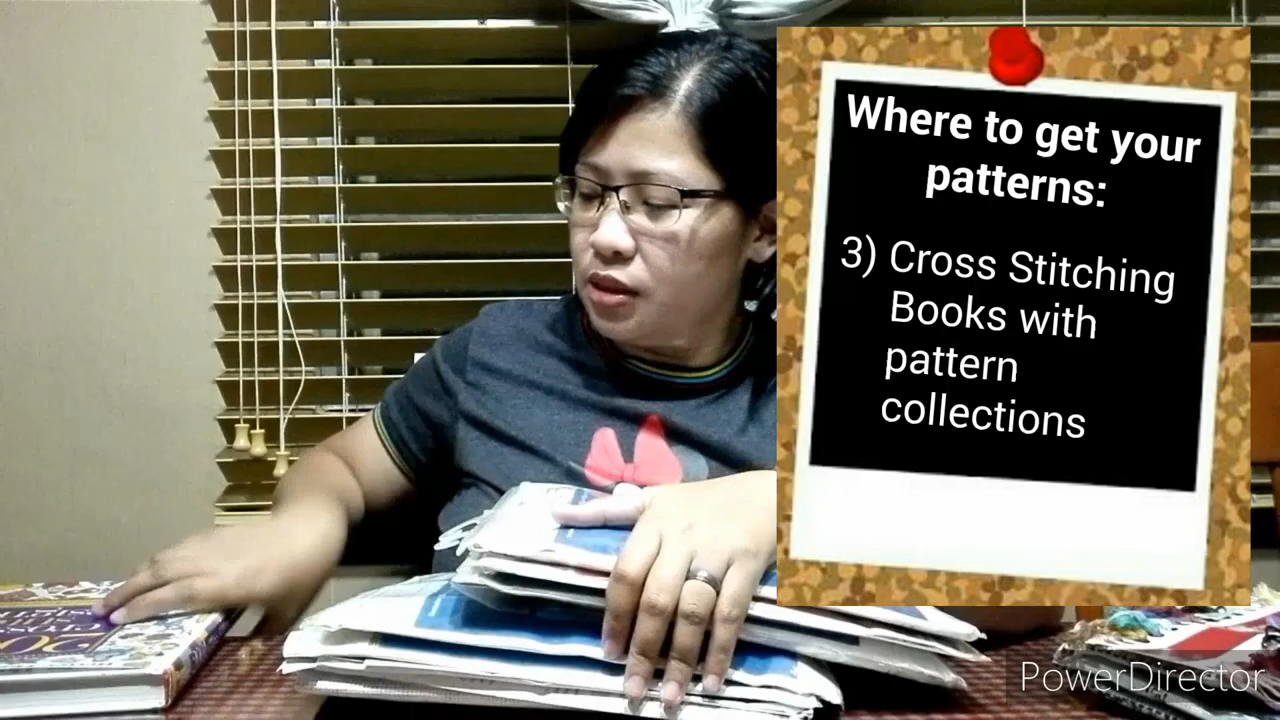 Where to get your
patterns:
3) Cross Stitching
Books with
pattern
collections
PowerDirector